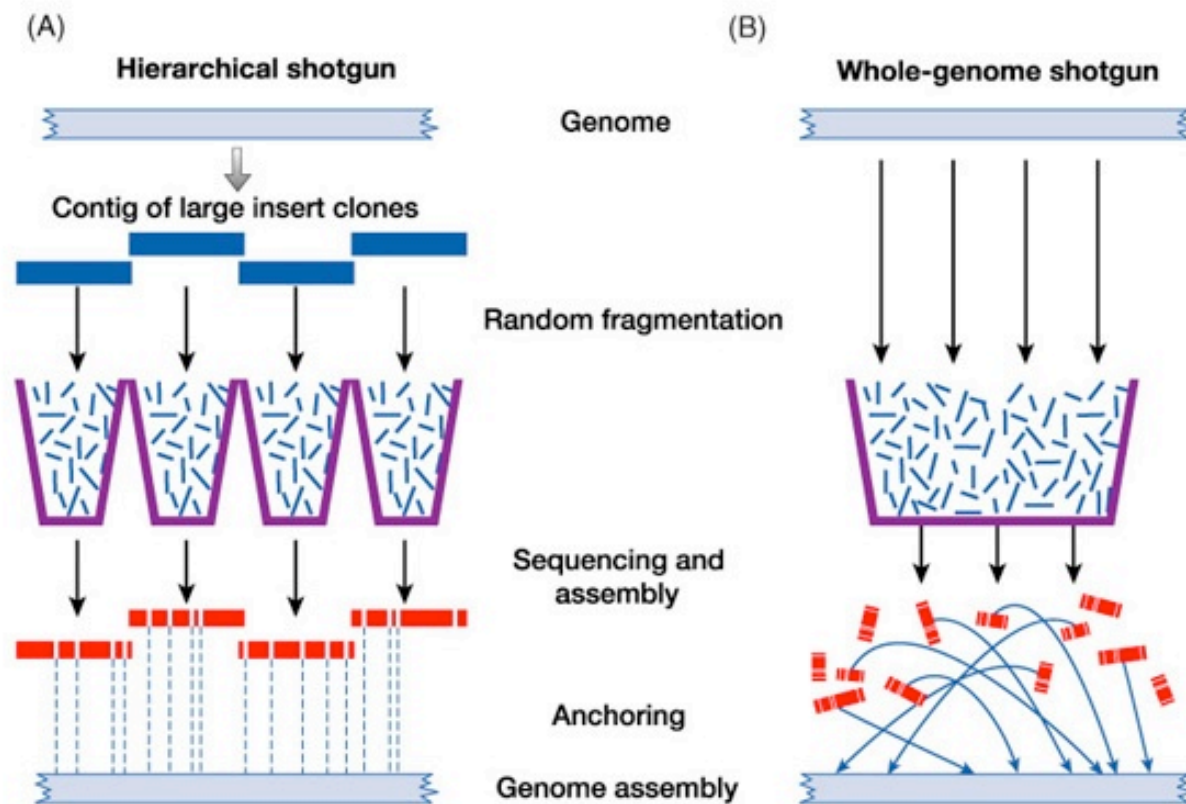 (A)
(B)
Hierarchical shotgun
Whole-genome shotgun
Genome
Contig of large insert clones
Random fragmentation
Sequencing and
assembly
Anchoring
Genome assembly